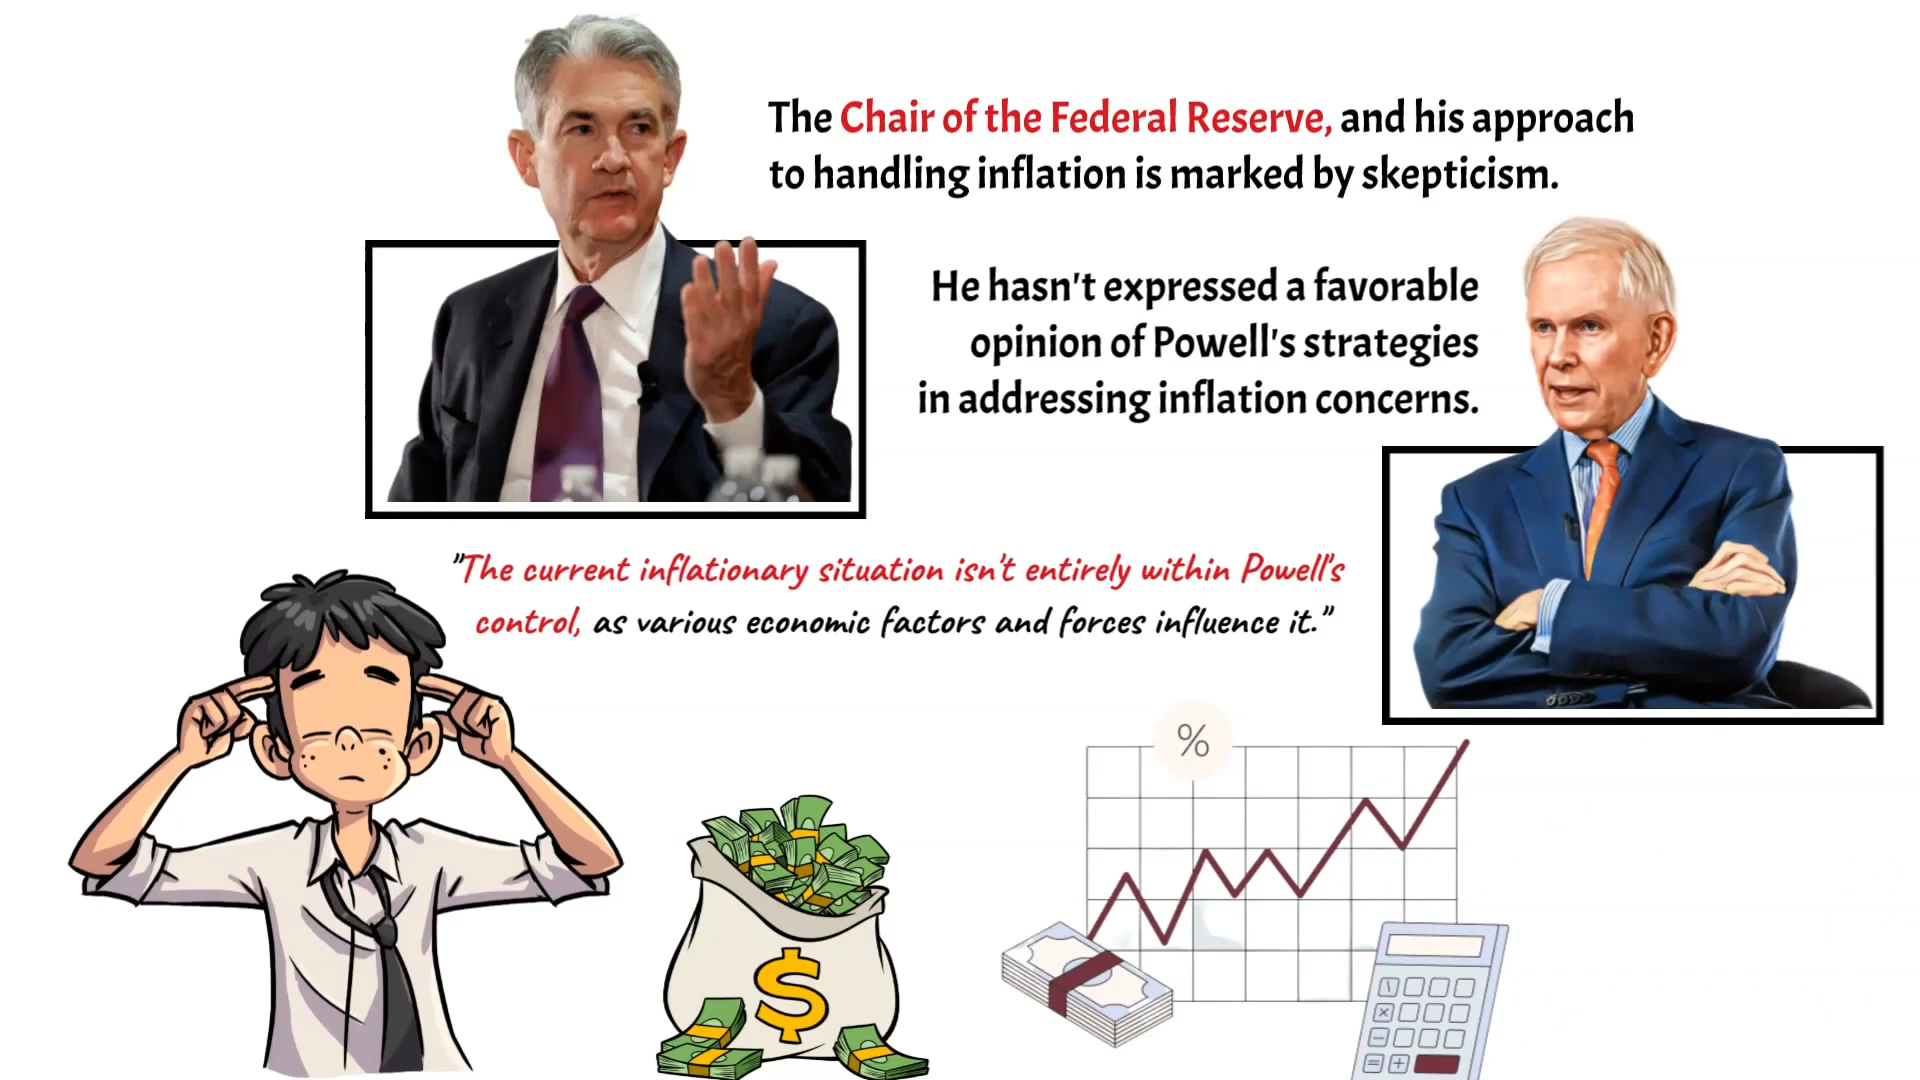 The Chair of the Federal Reserve, and his approach
to handling inflation is marked by skepticism.
He hasn't expressed a favorable
opinion of Powell's strategies
in addressing inflation concerns.
"The current inflationary situation isn't entirely within Powell's
control, as various economic factors and forces influence it."
%
$